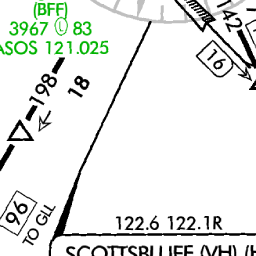 (BFF)
3967 Ⓛ 83
ASOS 121.025
42
16
198
18
96
TO GLL
122.6 122.1R
SCOTTSBLUFF (VH) (H